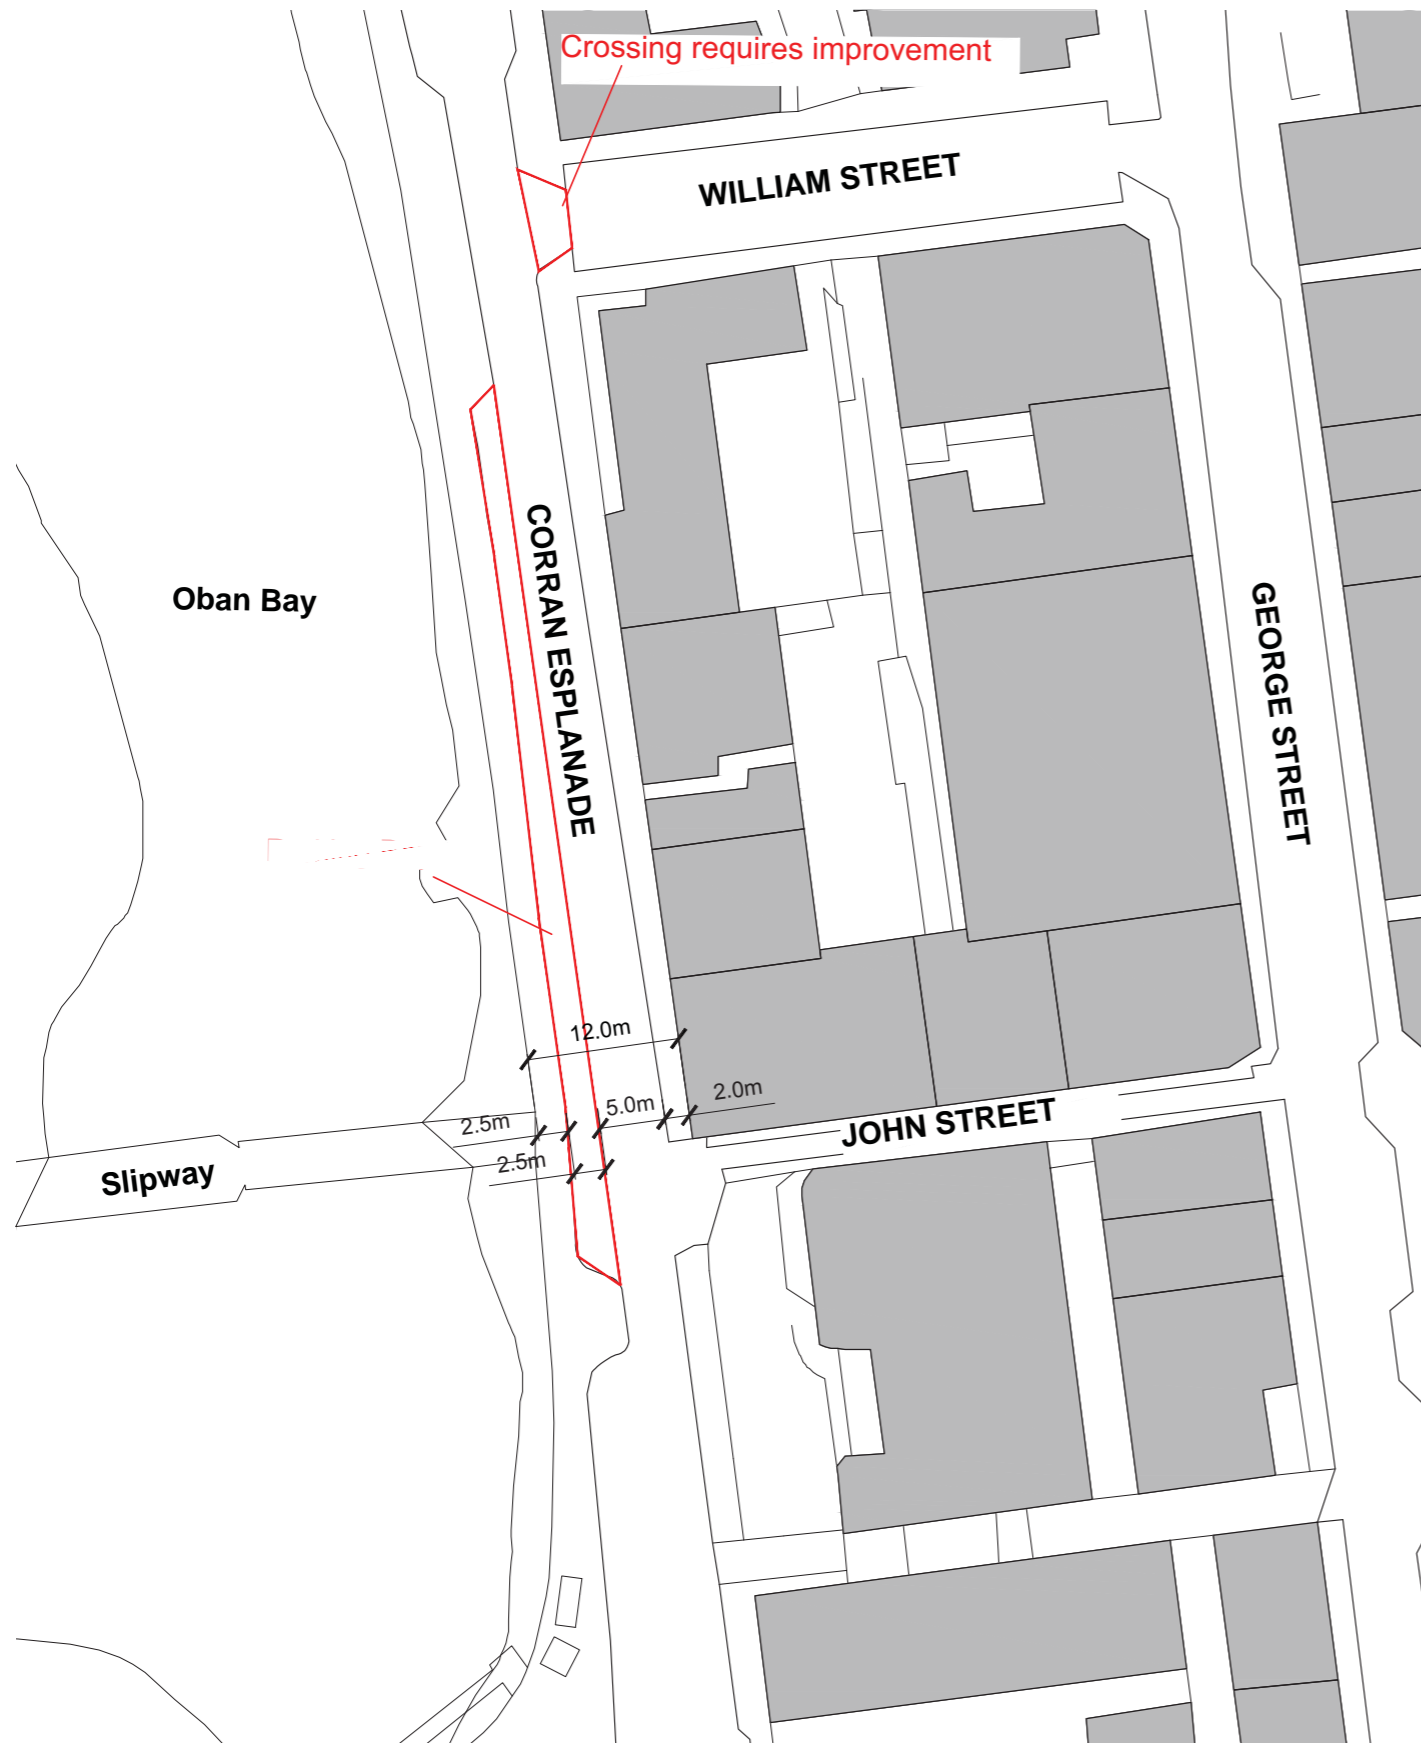 Crossing requires improvement
WILLIAM STREET
CORRAN ESPLANADE
Oban Bay
GEORGE STREET
12.0m
2.0m
5.0m
2.5m
JOHN STREET
2.5m
Slipway